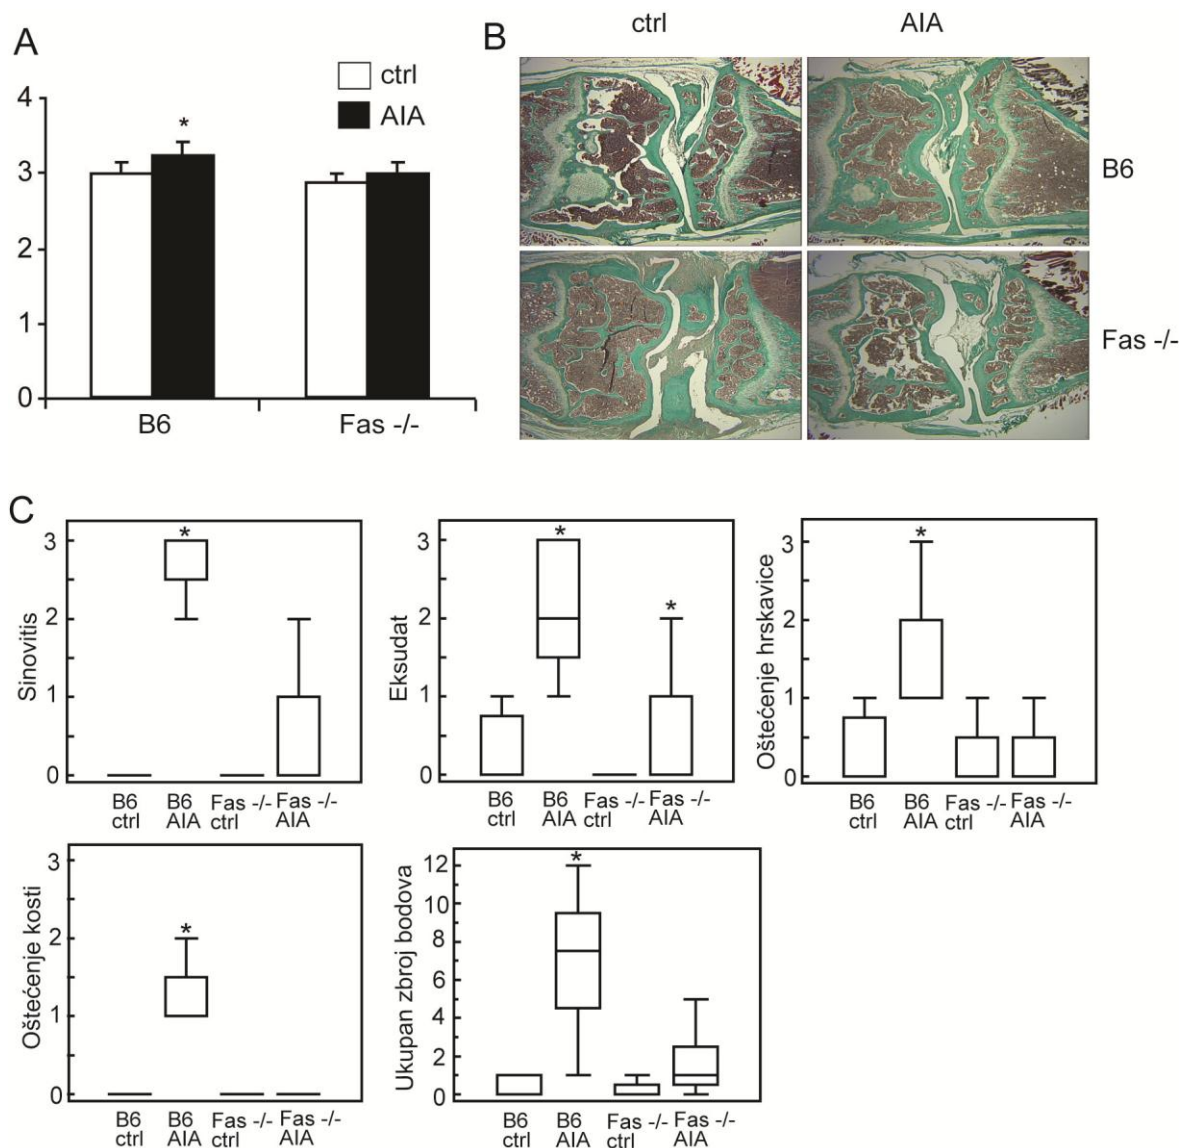 A
ctrl
AIA
4
3
2
1
0
*
B6
Fas -/-
B
ctrl
AIA
B6
Fas -/-
C
Sinovitis
3
2
1
0
*
B6 ctrl
B6 AIA
Fas -/- ctrl
Fas -/- AIA
Eksudat
3
2
1
0
*
*
B6 ctrl
B6 AIA
Fas -/- ctrl
Fas -/- AIA
Oštećenje hrskavice
3
2
1
0
*
B6 ctrl
B6 AIA
Fas -/- ctrl
Fas -/- AIA
Oštećenje kosti
3
2
1
0
*
B6 ctrl
B6 AIA
Fas -/- ctrl
Fas -/- AIA
Ukupan zbroj bodova
12
10
8
6
4
2
0
*
B6 ctrl
B6 AIA
Fas -/- ctrl
Fas -/- AIA